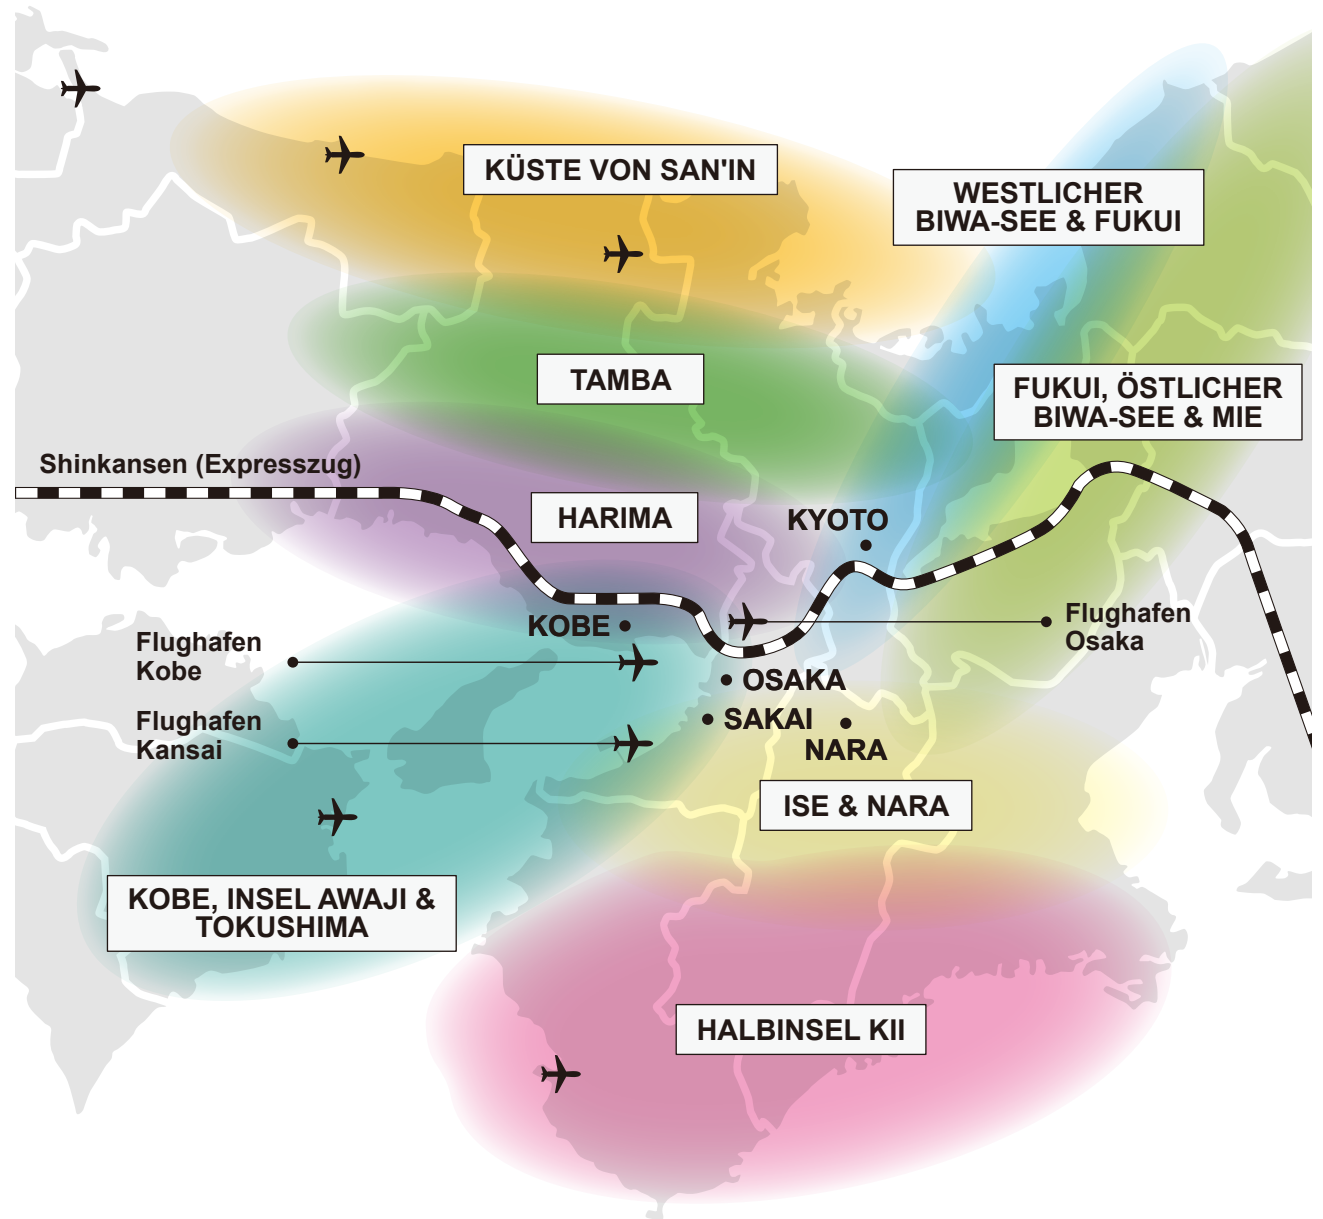 KÜSTE VON SAN'IN
WESTLICHER
BIWA-SEE & FUKUI
TAMBA
FUKUI, ÖSTLICHER
BIWA-SEE & MIE
Shinkansen (Expresszug)
HARIMA
KYOTO
KOBE
Flughafen
Osaka
Flughafen
Kobe
OSAKA
SAKAI
Flughafen
Kansai
NARA
ISE & NARA
KOBE, INSEL AWAJI &
TOKUSHIMA
HALBINSEL KII